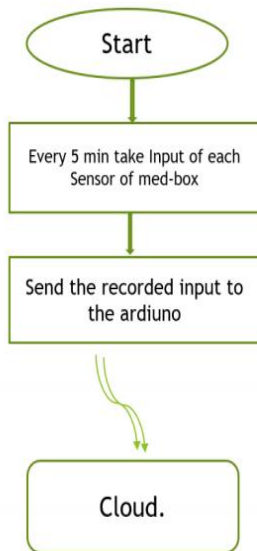 Start
Every 5 min take Input of each
Sensor of med-box
Send the recorded input to
the ardiuno
Cloud.